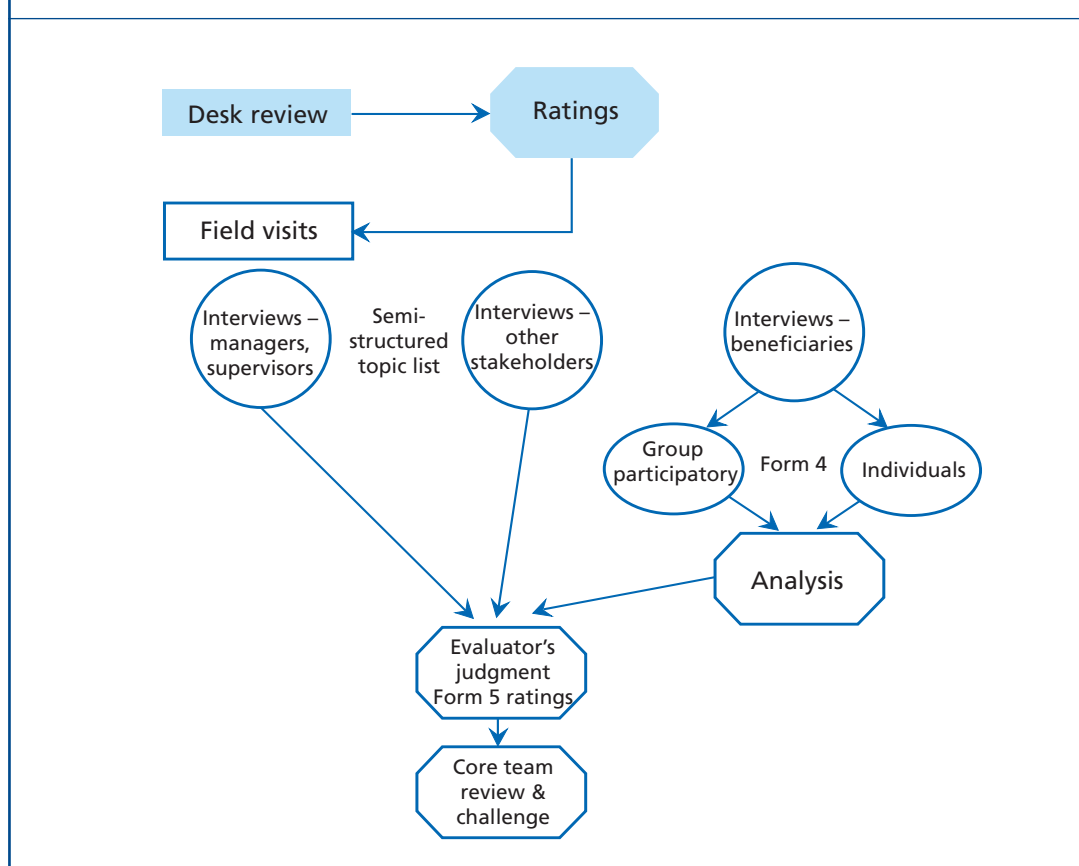 Desk review
Ratings
Field visits
Interviews –
managers,
supervisors
Semi-
structured
topic list
Interviews –
other
stakeholders
Interviews –
beneficiaries
Group
participatory
Form 4
Individuals
Analysis
Evaluator's
judgment
Form 5 ratings
Core team
review &
challenge